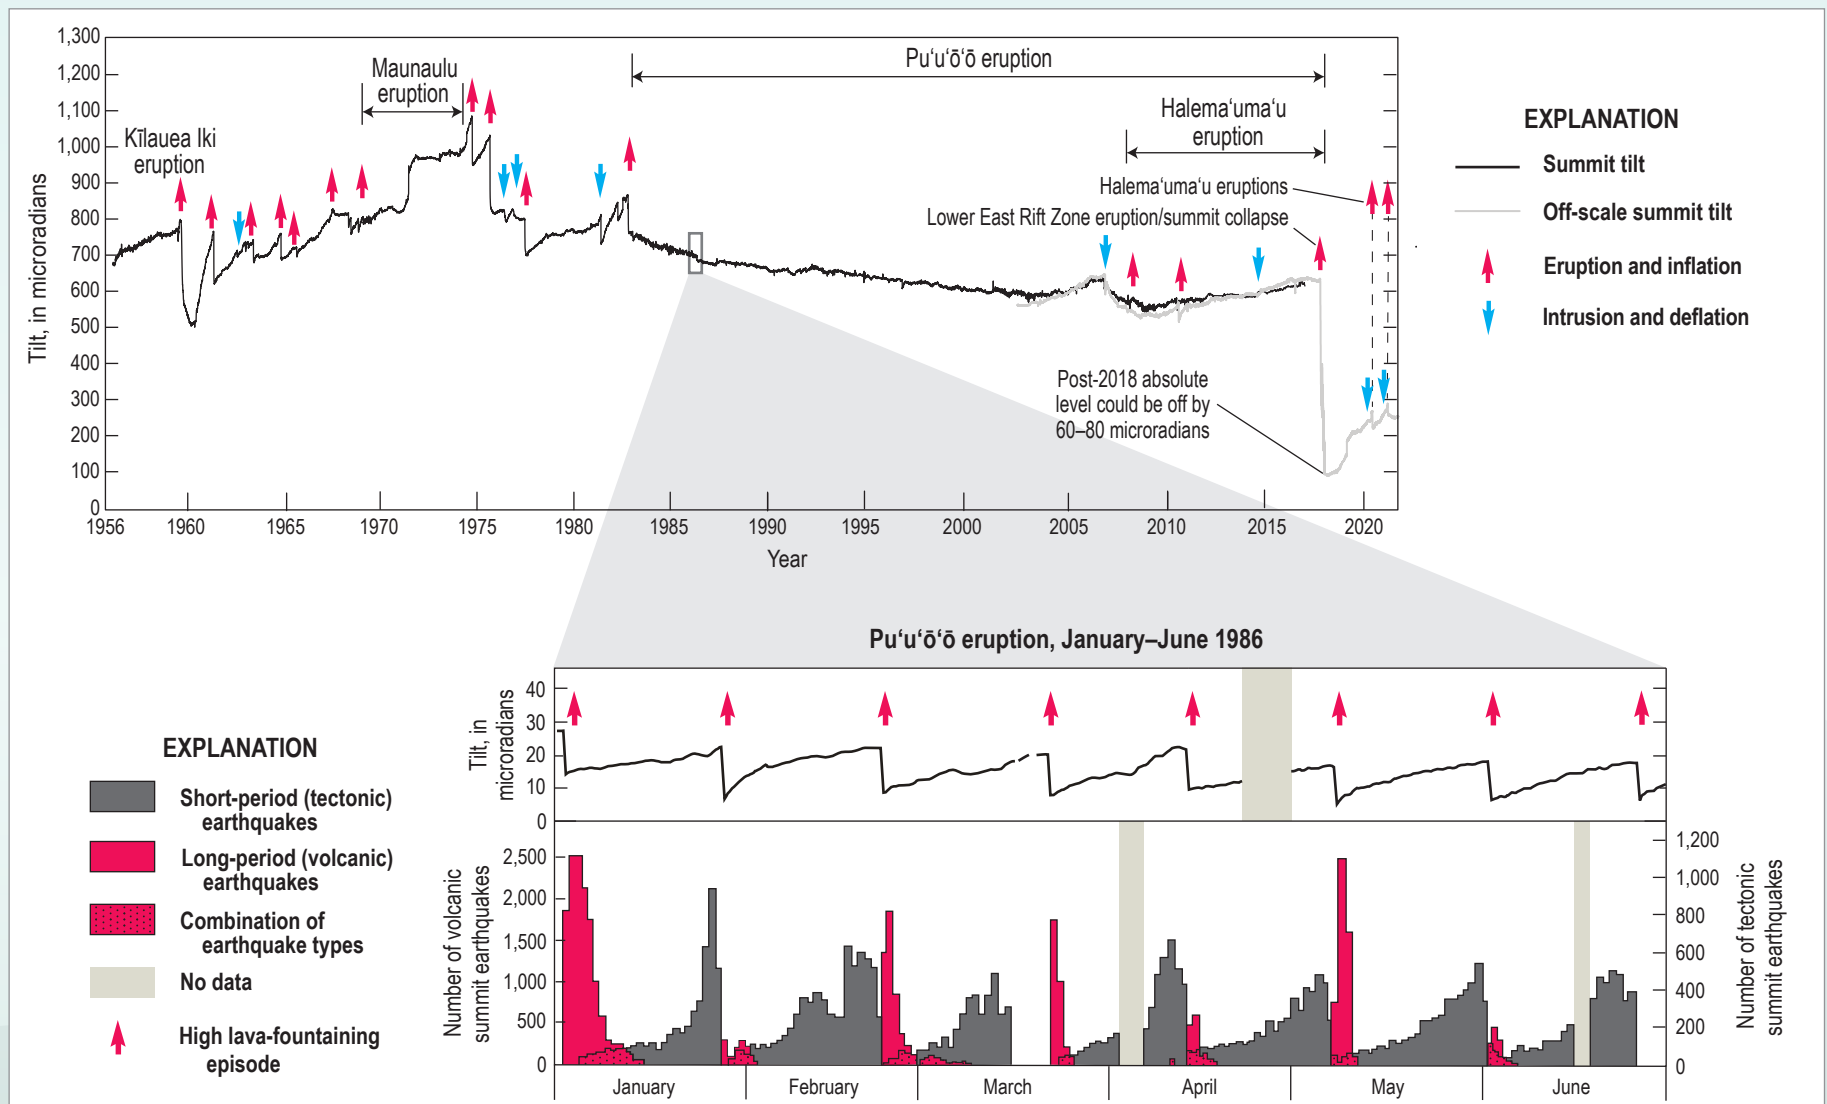 1,300
1,200
1,100
1,000
900
800
700
600
500
400
300
200
100
0
Tilt, in microradians
1956
1960
1965
1970
1975
1980
1985
1990
1995
2000
2005
2010
2015
2020
Year
Kīlauea Iki
eruption
Maunaulu
eruption
Puʻuʻōʻō eruption
Halemaʻumaʻu
eruption
Halemaʻumaʻu eruptions
Lower East Rift Zone eruption/summit collapse
Post-2018 absolute
level could be off by
60–80 microradians
EXPLANATION
Summit tilt
Off-scale summit tilt
Eruption and inflation
Intrusion and deflation
Puʻuʻōʻō eruption, January–June 1986
40
30
20
10
0
Tilt, in
microradians
2,500
2,000
1,500
1,000
500
0
Number of volcanic
summit earthquakes
1,200
1,000
800
600
400
200
0
Number of tectonic
summit earthquakes
January
February
March
April
May
June
EXPLANATION
Short-period (tectonic)
earthquakes
Long-period (volcanic)
earthquakes
Combination of
earthquake types
No data
High lava-fountaining
episode